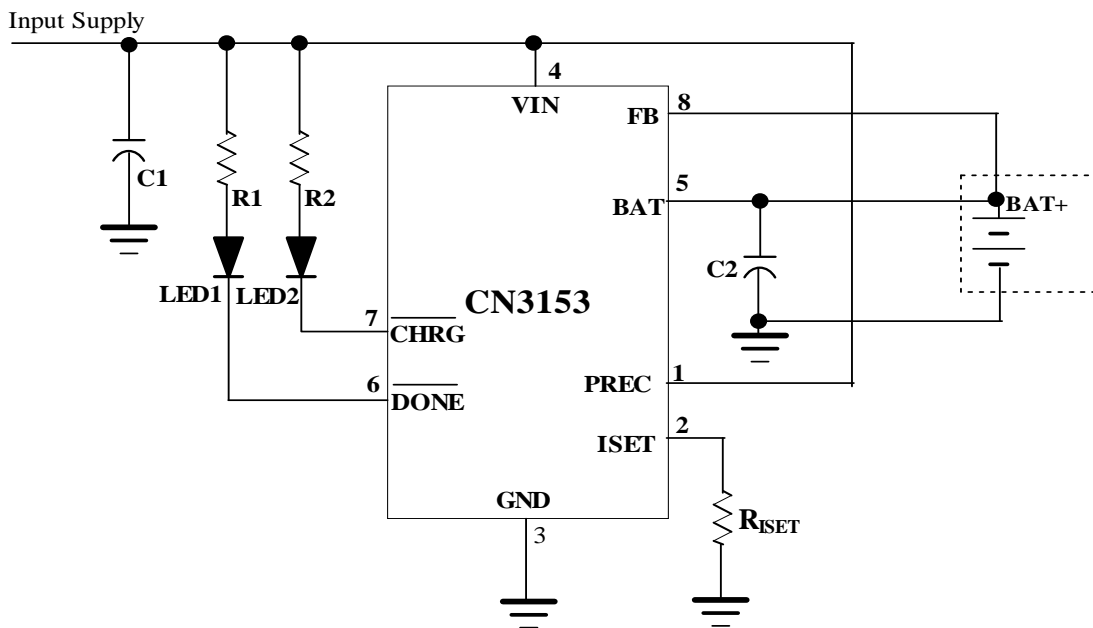 Input Supply
4
VIN
8
FB
C1
R1
R2
5
BAT
BAT+
C2
LED1
LED2
CN3153
7
CHRG
1
PREC
6
DONE
2
ISET
GND
3
RISET